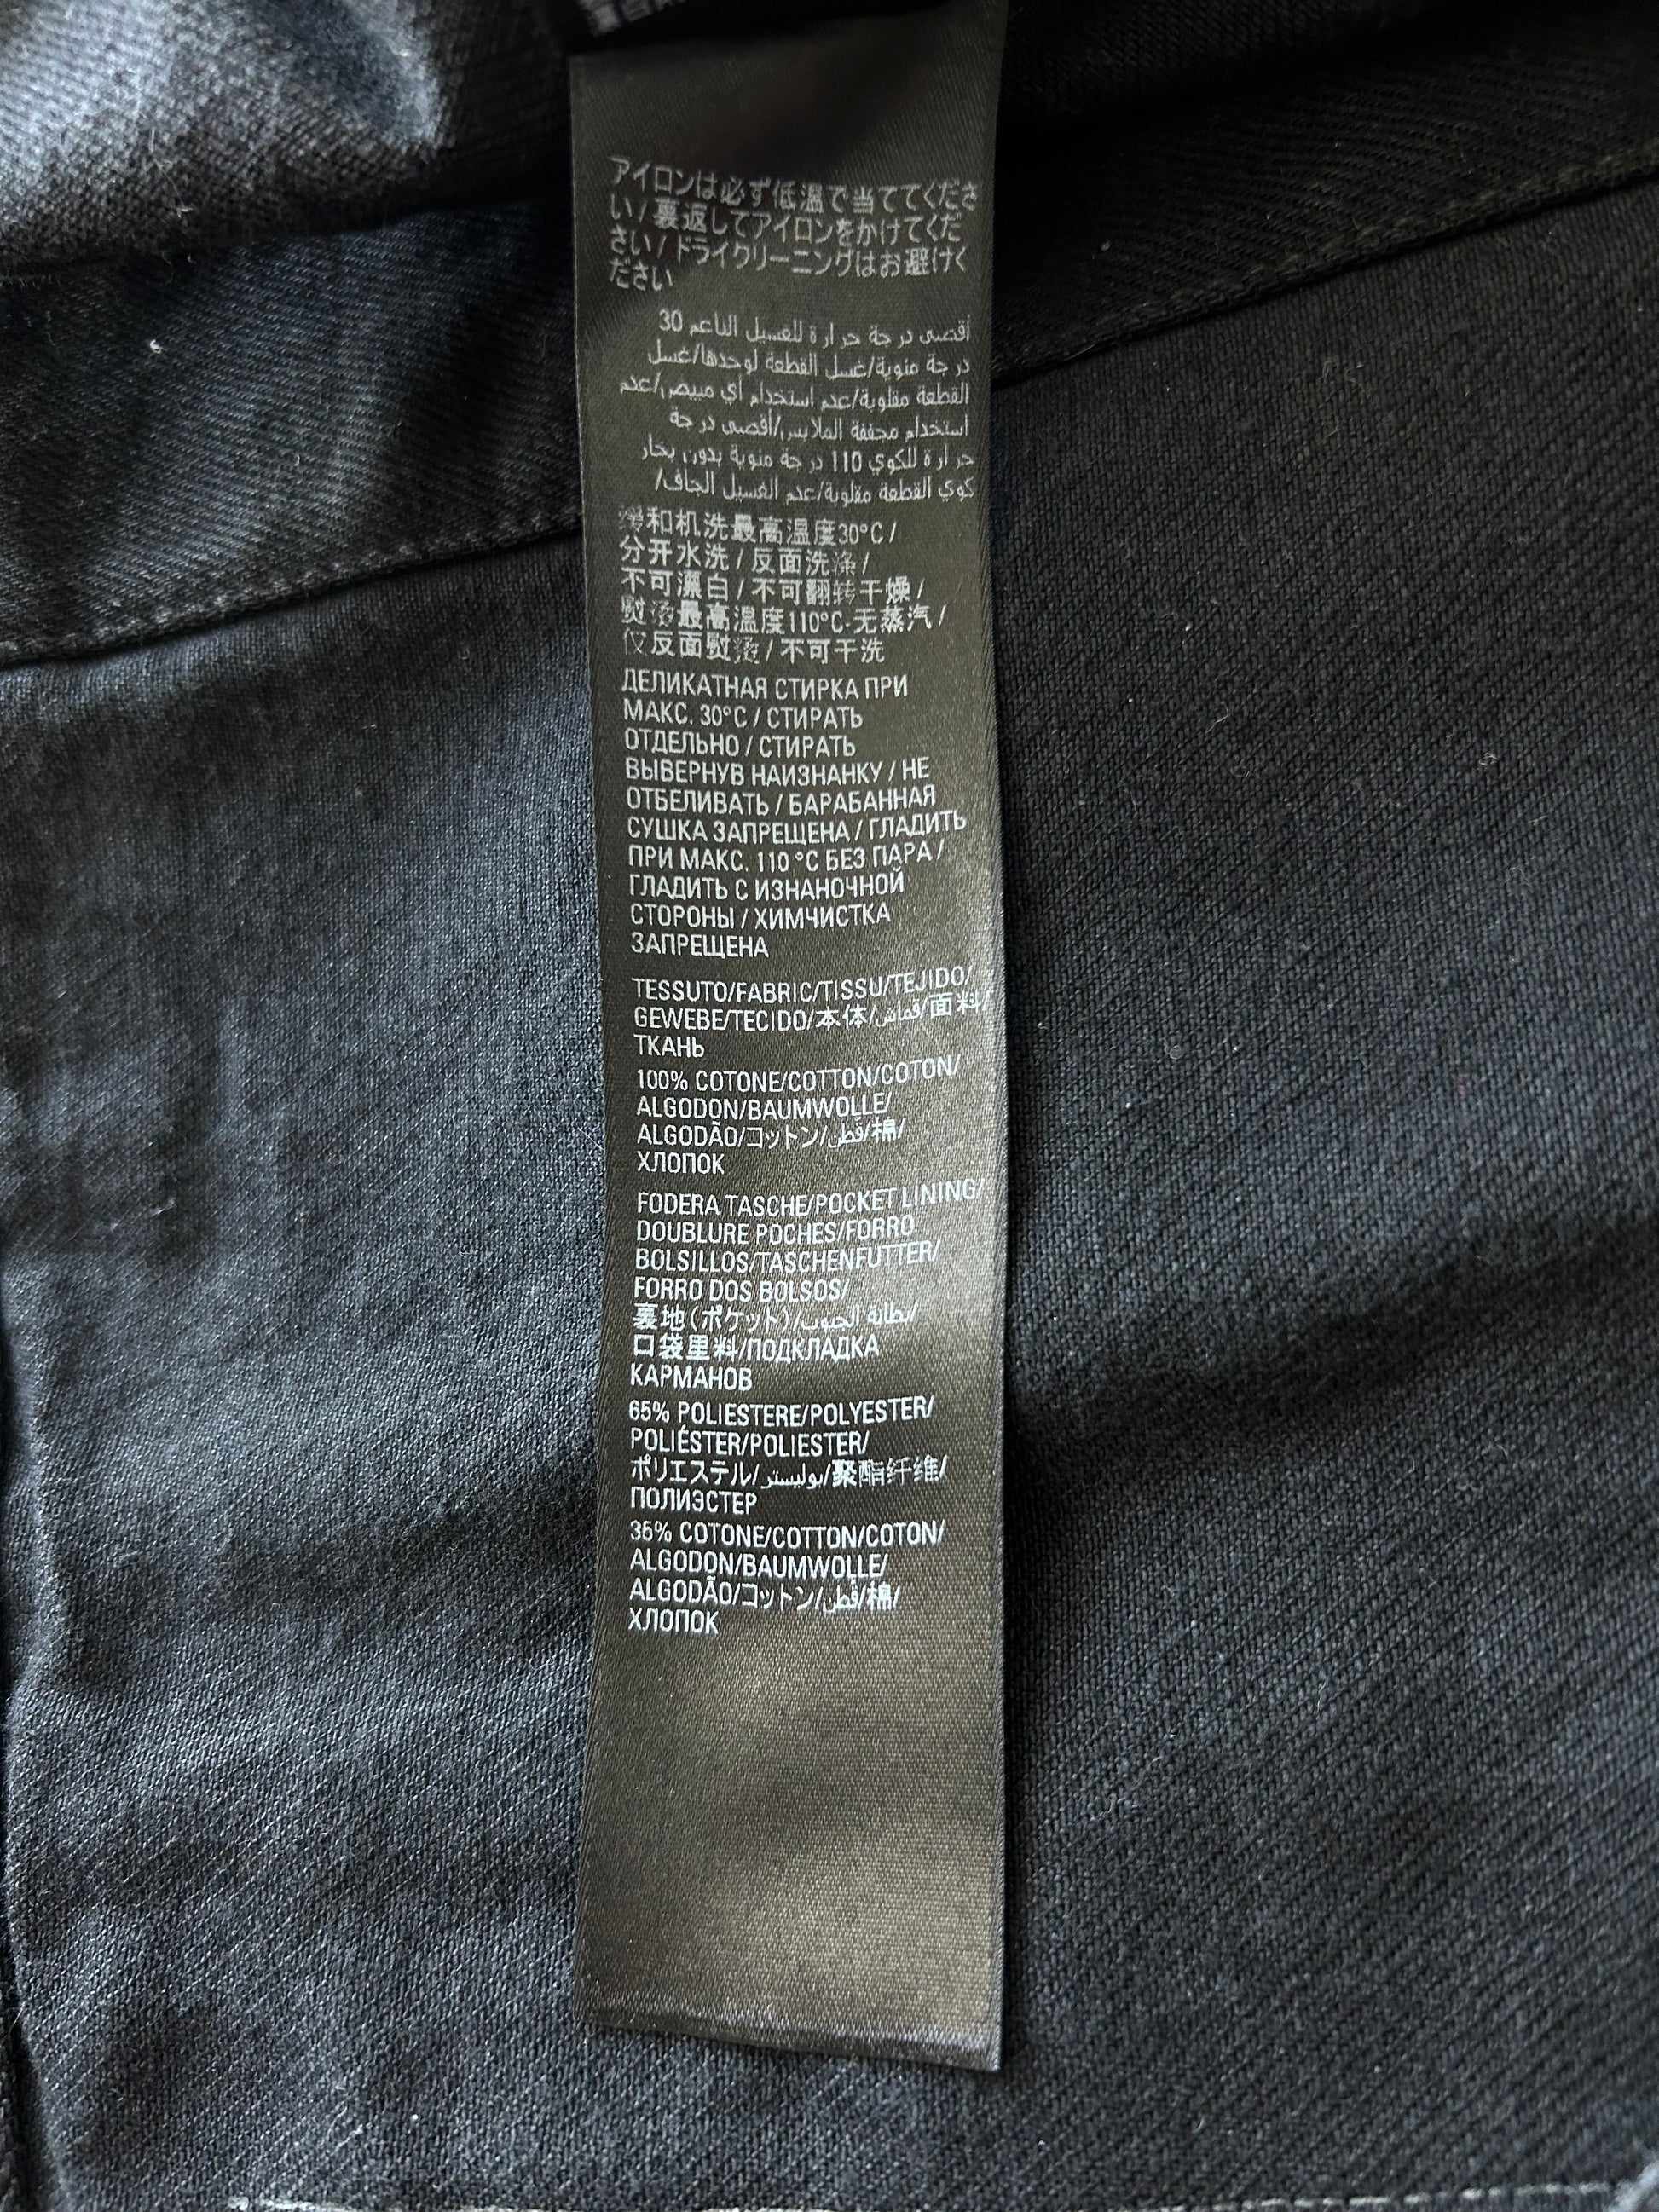 アイロンは必ず低温で当ててくださ
い/裏返してアイロンをかけてくだ
さい/ドライクリーニングはお避けく
ださい
أقصى درجة حرارة للغسيل الناعم 30
درجة مئوية/غسل القطعة لوحدها/غسل
القطعة مقلوبة/عدم استخدام أي مبيض/عدم
استخدام مجففة الملابس/أقصى درجة
حرارة للكوي 110 درجة مئوية بدون بخار
كوي القطعة مقلوبة/عدم الغسيل الجاف/
缓和机洗最高温度30°C /
分开水洗 / 反面洗涤 /
不可漂白 / 不可翻转干燥 /
熨烫最高温度110°C-无蒸汽 /
仅反面熨烫 / 不可干洗
ДЕЛИКАТНАЯ СТИРКА ПРИ
МАКС. 30°C / СТИРАТЬ
ОТДЕЛЬНО / СТИРАТЬ
ВЫВЕРНУВ НАИЗНАНКУ / НЕ
ОТБЕЛИВАТЬ / БАРАБАННАЯ
СУШКА ЗАПРЕЩЕНА / ГЛАДИТЬ
ПРИ МАКС. 110 °C БЕЗ ПАРА /
ГЛАДИТЬ С ИЗНАНОЧНОЙ
СТОРОНЫ / ХИМЧИСТКА
ЗАПРЕЩЕНА
TESSUTO/FABRIC/TISSU/TEJIDO/
GEWEBE/TECIDO/本体/قماش/面料/
ТКАНЬ
100% COTONE/COTTON/COTON/
ALGODON/BAUMWOLLE/
ALGODÃO/コットン/قطن/棉/
ХЛОПОК
FODERA TASCHE/POCKET LINING/
DOUBLURE POCHES/FORRO
BOLSILLOS/TASCHENFUTTER/
FORRO DOS BOLSOS/
裏地(ポケット)/بطانة الجيوب/
口袋里料/ПОДКЛАДКА
КАРМАНОВ
65% POLIESTERE/POLYESTER/
POLIÉSTER/POLIESTER/
ポリエステル/بوليستر/聚酯纤维/
ПОЛИЭСТЕР
35% COTONE/COTTON/COTON/
ALGODON/BAUMWOLLE/
ALGODÃO/コットン/قطن/棉/
ХЛОПОК